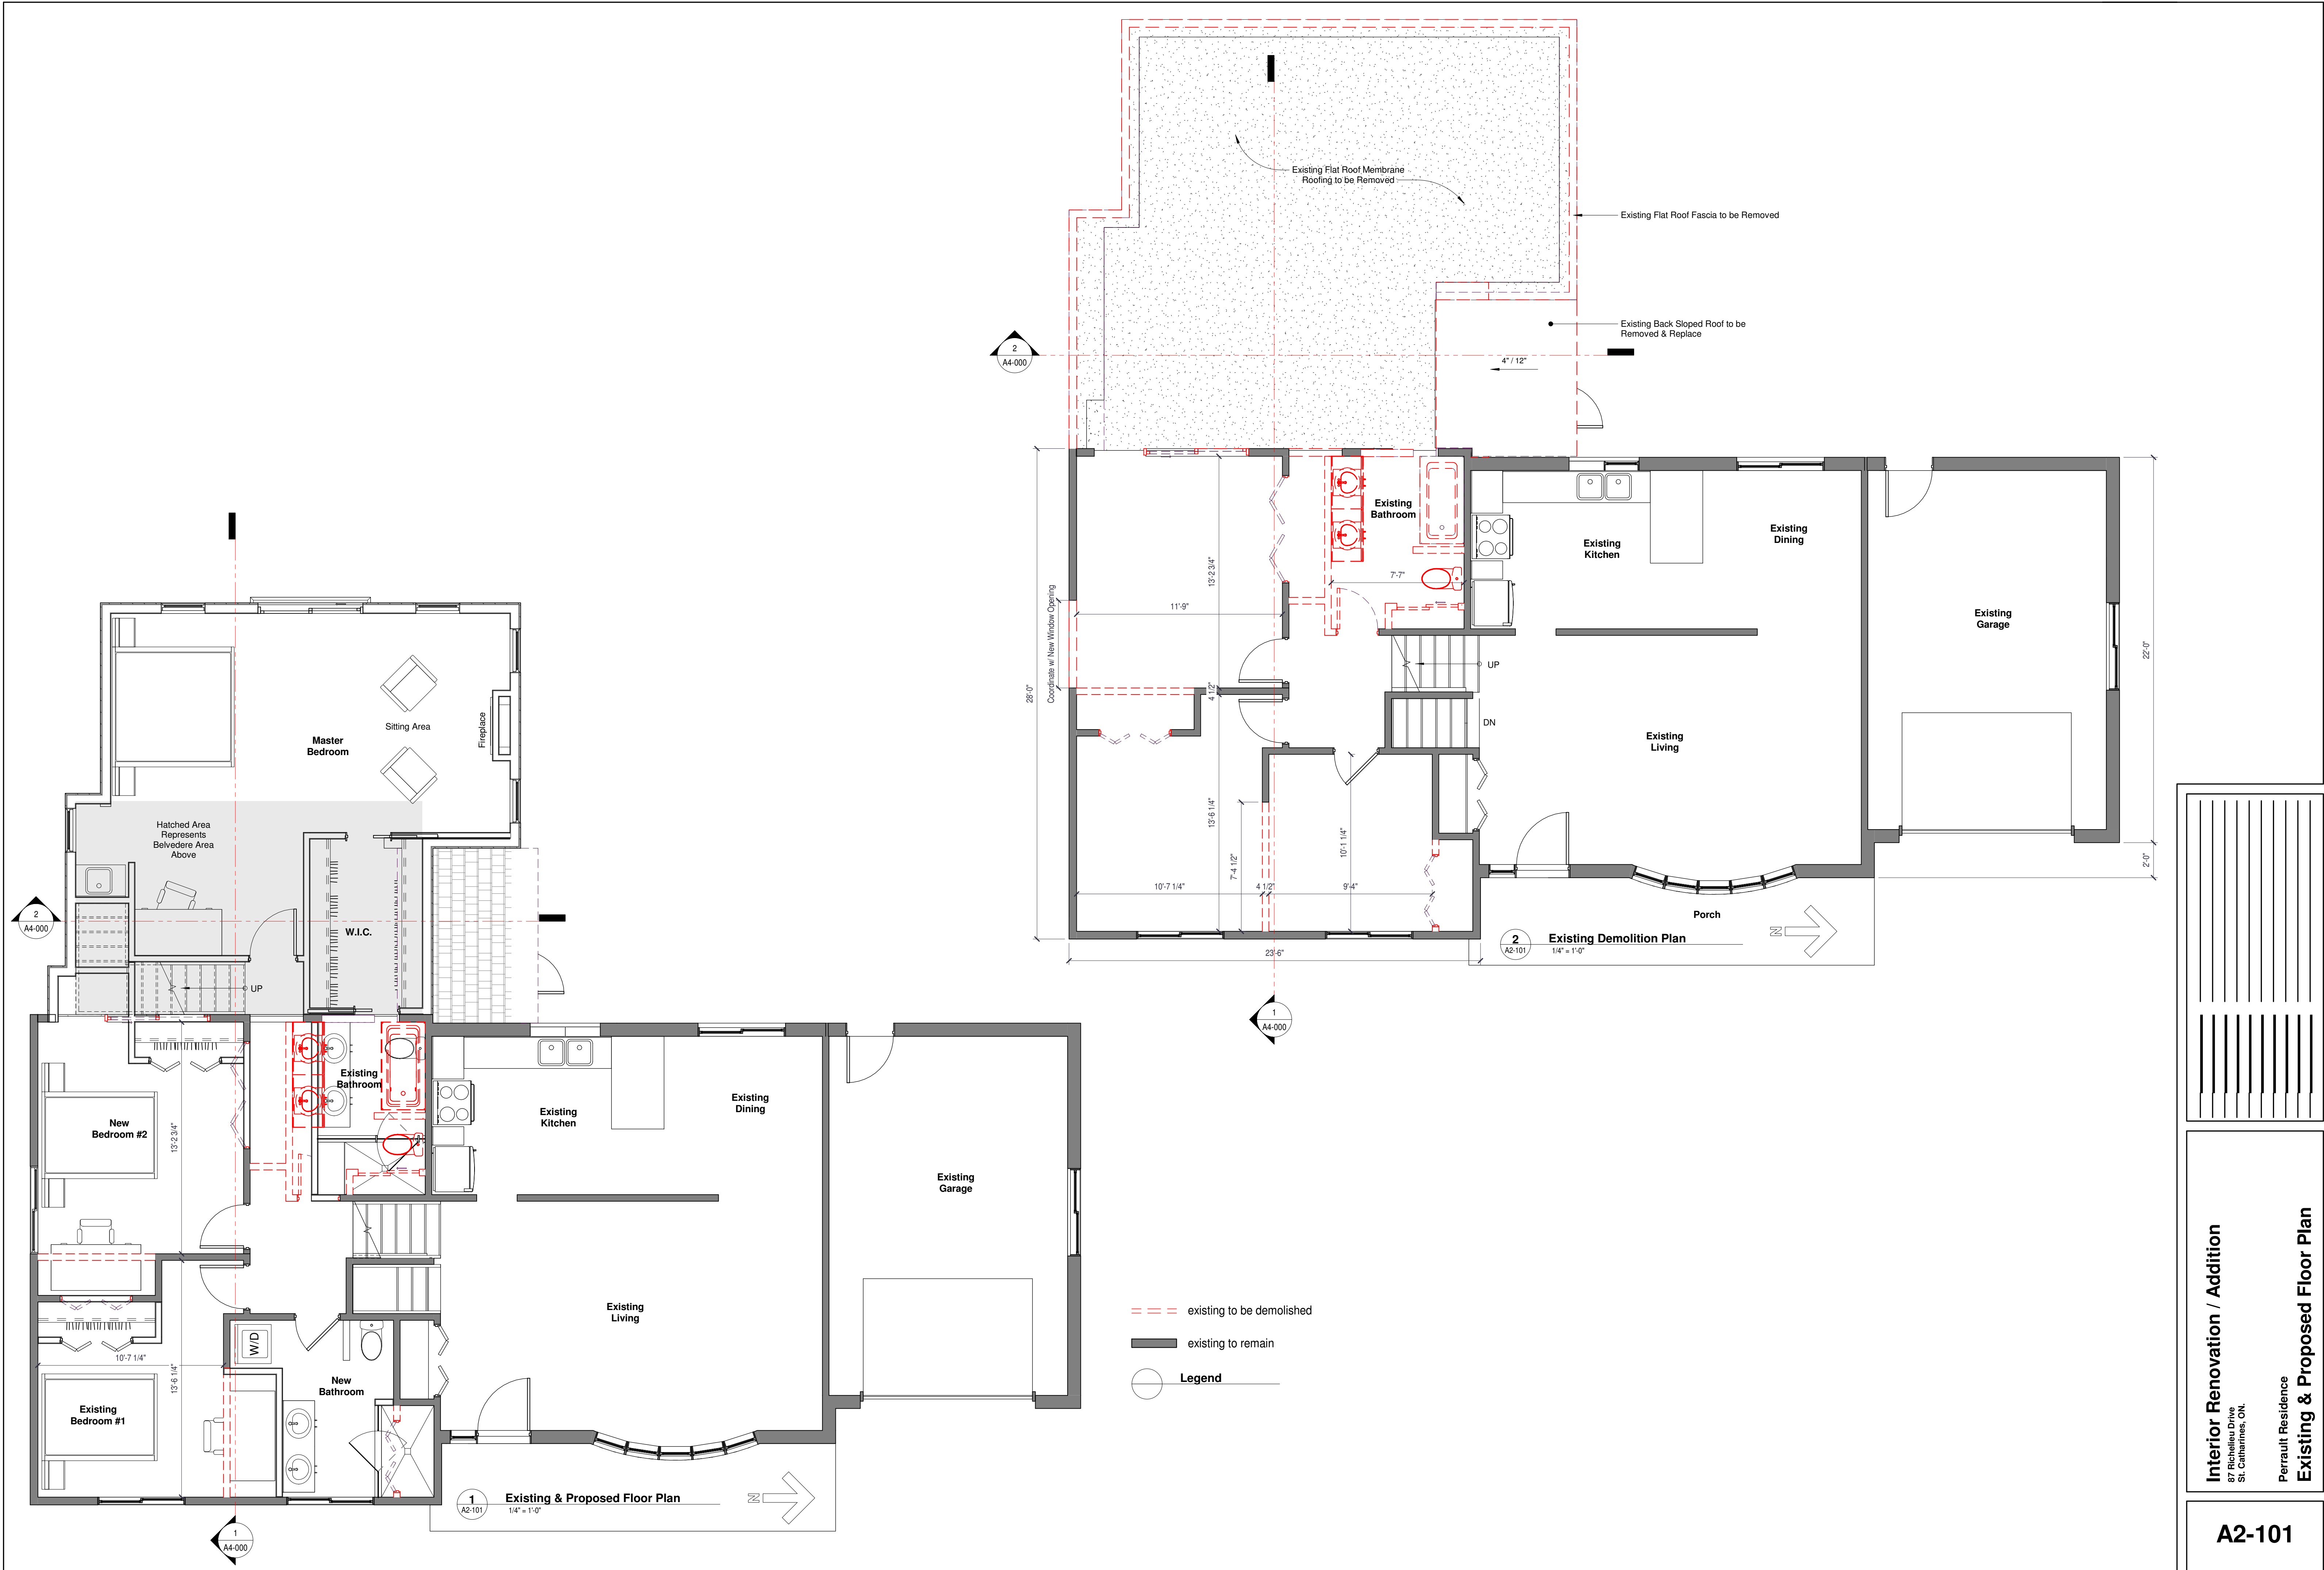 Existing Flat Roof Membrane
Roofing to be Removed
Existing Flat Roof Fascia to be Removed
Existing Back Sloped Roof to be
Removed & Replace
4" / 12"
2
A4-000
Existing
Bathroom
Existing
Kitchen
Existing
Dining
Existing
Garage
13'-2 3/4"
7'-7"
11'-9"
Coordinate w/ New Window Opening
28'-0"
22'-0"
4 1/2"
UP
DN
Existing
Living
13'-6 1/4"
7'-4 1/2"
10'-1 1/4"
10'-7 1/4"
4 1/2"
9'-4"
2'-0"
Porch
N
2
A2-101
Existing Demolition Plan
1/4" = 1'-0"
23'-6"
1
A4-000
Master
Bedroom
Sitting Area
Fireplace
Hatched Area
Represents
Belvedere Area
Above
2
A4-000
W.I.C.
UP
Existing
Bathroom
New
Bedroom #2
13'-2 3/4"
Existing
Kitchen
Existing
Dining
Existing
Garage
Existing
Living
10'-7 1/4"
13'-6 1/4"
W/D
New
Bathroom
Existing
Bedroom #1
1
A2-101
Existing & Proposed Floor Plan
1/4" = 1'-0"
N
1
A4-000
existing to be demolished
existing to remain
Legend
Interior Renovation / Addition
87 Richelieu Drive
St. Catharines, ON.
Perrault Residence
Existing & Proposed Floor Plan
A2-101